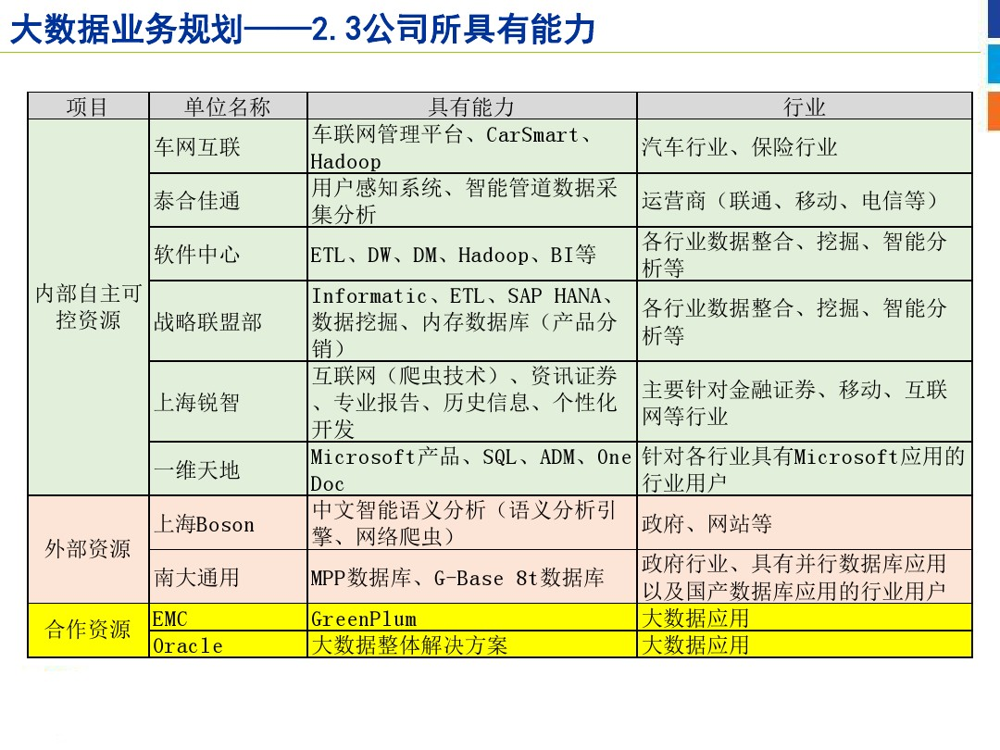 大数据业务规划——2.3公司所具有能力
项目 单位名称 具有能力 行业
内部自主可
控资源
车网互联
车联网管理平台、CarSmart、
Hadoop
汽车行业、保险行业
泰合佳通
用户感知系统、智能管道数据采
集分析
运营商（联通、移动、电信等）
软件中心
ETL、DW、DM、Hadoop、BI等
各行业数据整合、挖掘、智能分
析等
战略联盟部
Informatic、ETL、SAP HANA、
数据挖掘、内存数据库（产品分
销）
各行业数据整合、挖掘、智能分
析等
上海锐智
互联网（爬虫技术）、资讯证券
、专业报告、历史信息、个性化
开发
主要针对金融证券、移动、互联
网等行业
一维天地
Microsoft产品、SQL、ADM、One
Doc
针对各行业具有Microsoft应用的
行业用户
外部资源
上海Boson
中文智能语义分析（语义分析引
擎、网络爬虫）
政府、网站等
南大通用
MPP数据库、G-Base 8t数据库
政府行业、具有并行数据库应用
以及国产数据库应用的行业用户
合作资源
EMC
GreenPlum
大数据应用
Oracle
大数据整体解决方案
大数据应用